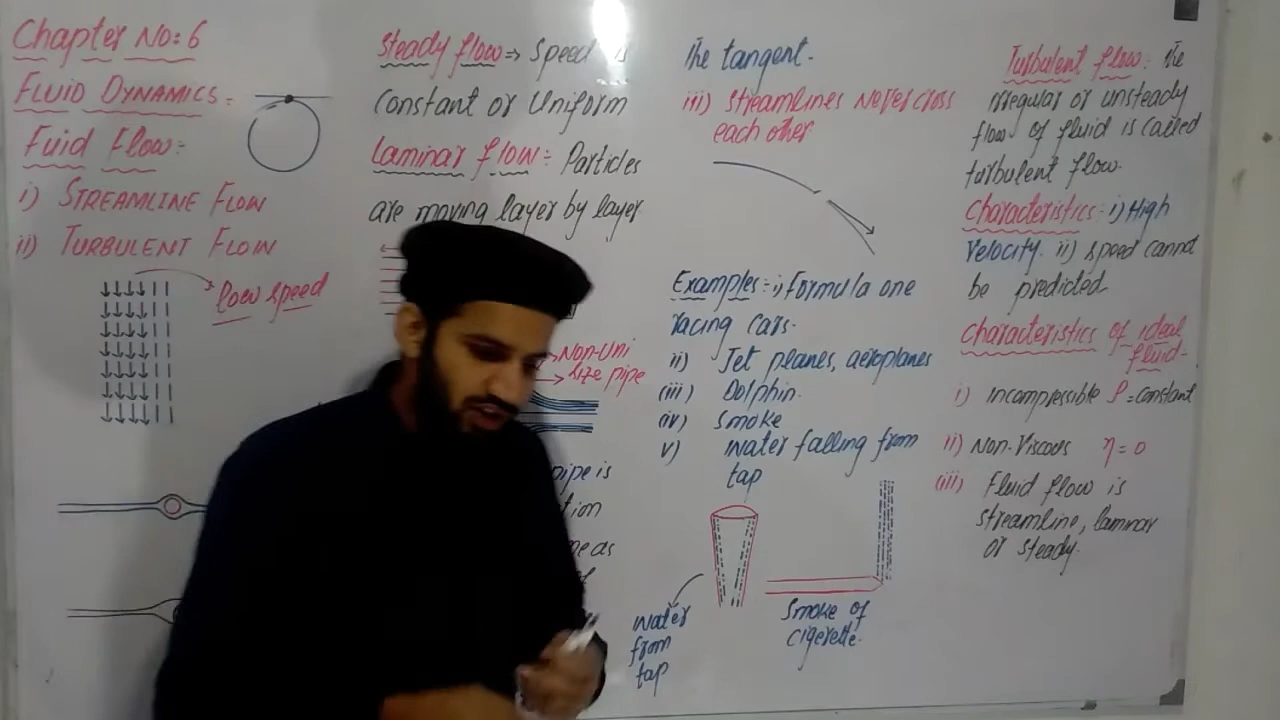 Chapter No: 6
FLUID DYNAMICS:
Fuid Flow:
i) STREAMLINE FLOW
ii) TURBULENT FLOW
low speed
Steady flow ⇒ Speed is
constant or Uniform
Laminar flow: Particles
are moving layer by layer
→ Non-Uni
→ size pipe
pipe is
tion
me as
the tangent.
iii) Streamlines Never cross
each other
Examples: i) Formula one
racing cars.
ii) Jet planes, aeroplanes
(iii) Dolphin.
(iv) Smoke
v) water falling from
tap
water
from
tap
Smoke of
cigerette.
Turbulent flow: the
irregular or unsteady
flow of fluid is called
turbulent flow.
Characteristics: i) High
Velocity. ii) speed cannot
be predicted
Characteristics of ideal
fluid.
i) incompressible ρ = constant
ii) Non-Viscous η = 0
(iii) Fluid flow is
streamline, laminar
or steady.